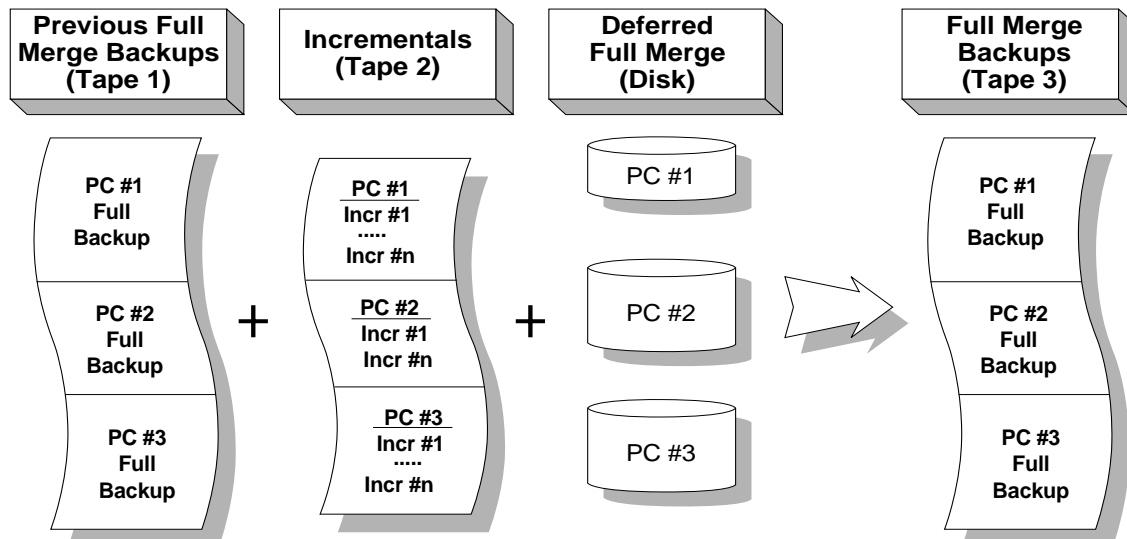 Previous Full
Merge Backups
(Tape 1)
Incrementals
(Tape 2)
Deferred
Full Merge
(Disk)
Full Merge
Backups
(Tape 3)
PC #1
Full
Backup
PC #2
Full
Backup
PC #3
Full
Backup
+
PC #1
Incr #1
.....
Incr #n
PC #2
Incr #1
Incr #n
PC #3
Incr #1
.....
Incr #n
+
PC #1
PC #2
PC #3
PC #1
Full
Backup
PC #2
Full
Backup
PC #3
Full
Backup